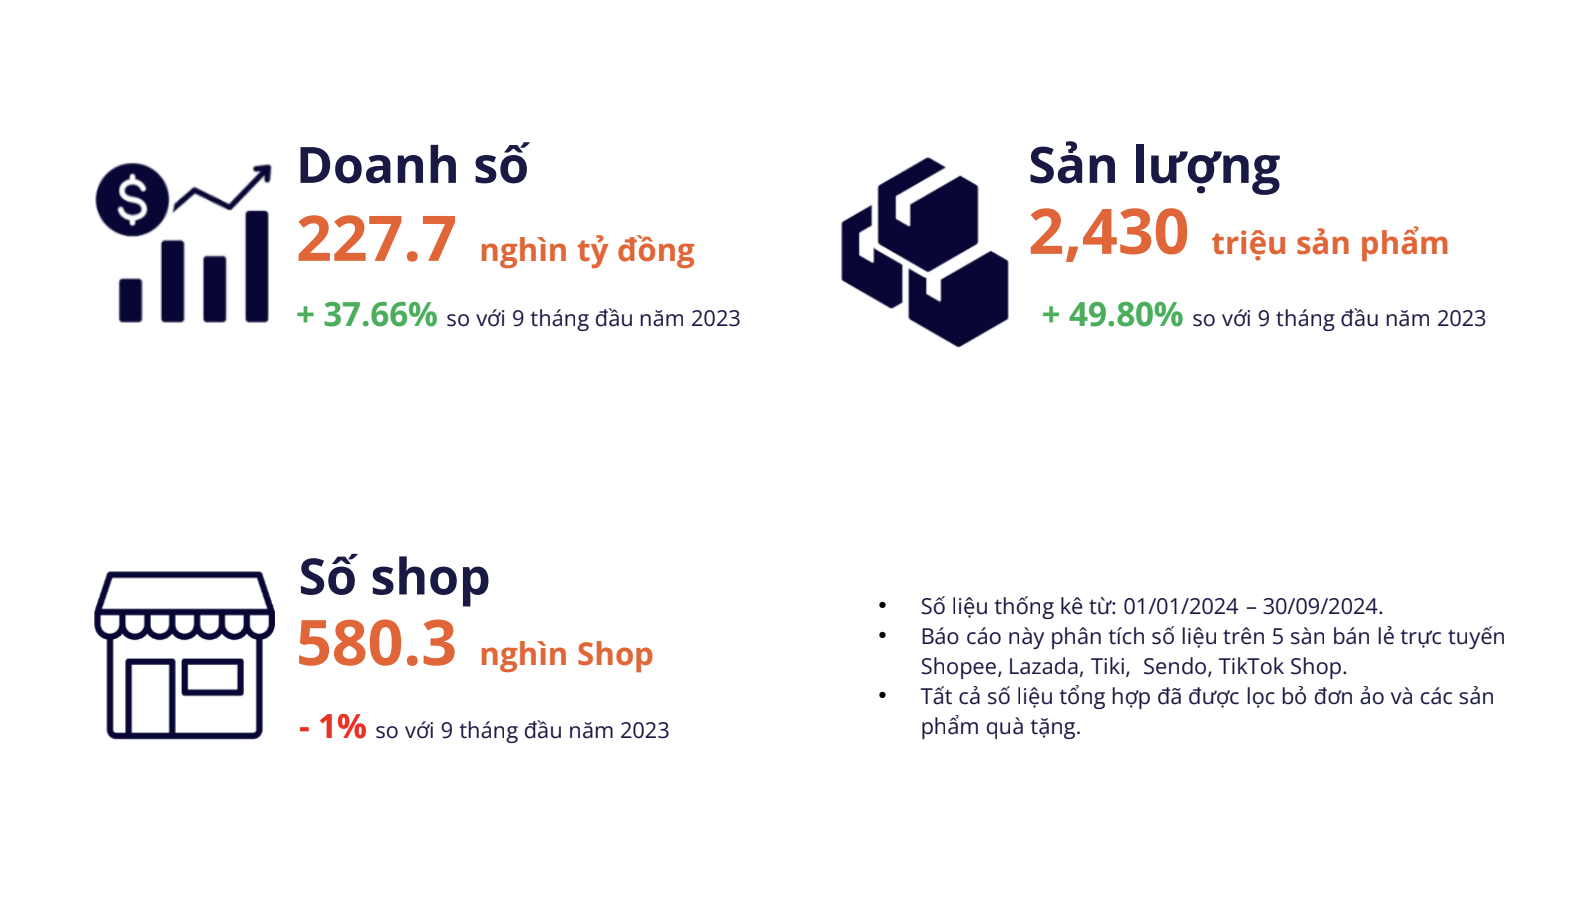 Doanh số
227.7 nghìn tỷ đồng
+ 37.66% so với 9 tháng đầu năm 2023
Sản lượng
2,430 triệu sản phẩm
+ 49.80% so với 9 tháng đầu năm 2023
Số shop
580.3 nghìn Shop
- 1% so với 9 tháng đầu năm 2023
• Số liệu thống kê từ: 01/01/2024 – 30/09/2024.
• Báo cáo này phân tích số liệu trên 5 sàn bán lẻ trực tuyến
Shopee, Lazada, Tiki, Sendo, TikTok Shop.
• Tất cả số liệu tổng hợp đã được lọc bỏ đơn ảo và các sản
phẩm quà tặng.